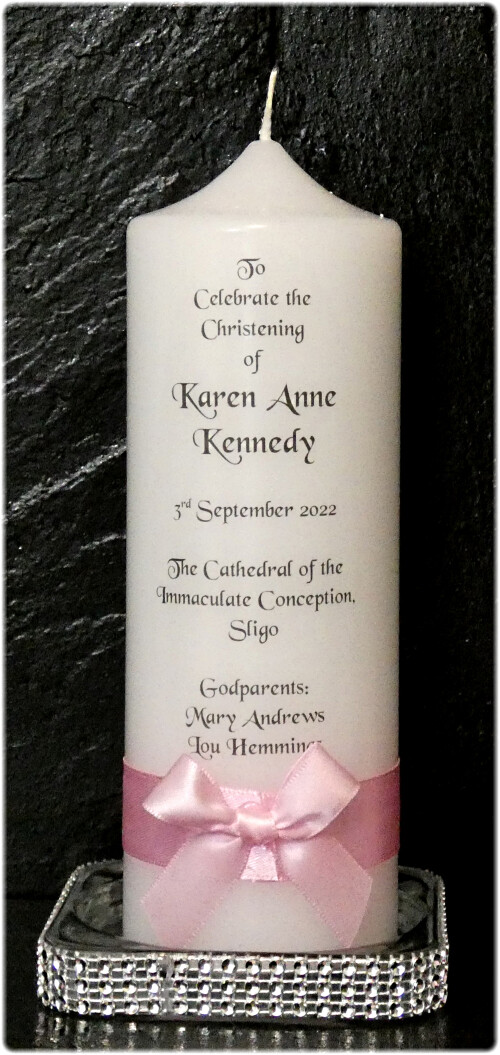 To
Celebrate the
Christening
of
Karen Anne
Kennedy
3rd September 2022
The Cathedral of the
Immaculate Conception,
Sligo
Godparents:
Mary Andrews
Lou Hemmings